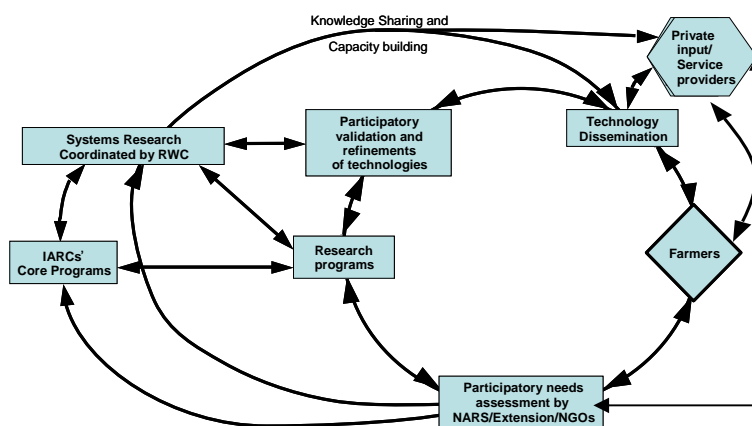 Knowledge Sharing and
Capacity building
Private
input/
Service
providers
Participatory
validation and
refinements
of technologies
Technology
Dissemination
Systems Research
Coordinated by RWC
IARCs'
Core Programs
Research
programs
Farmers
Participatory needs
assessment by
NARS/Extension/NGOs